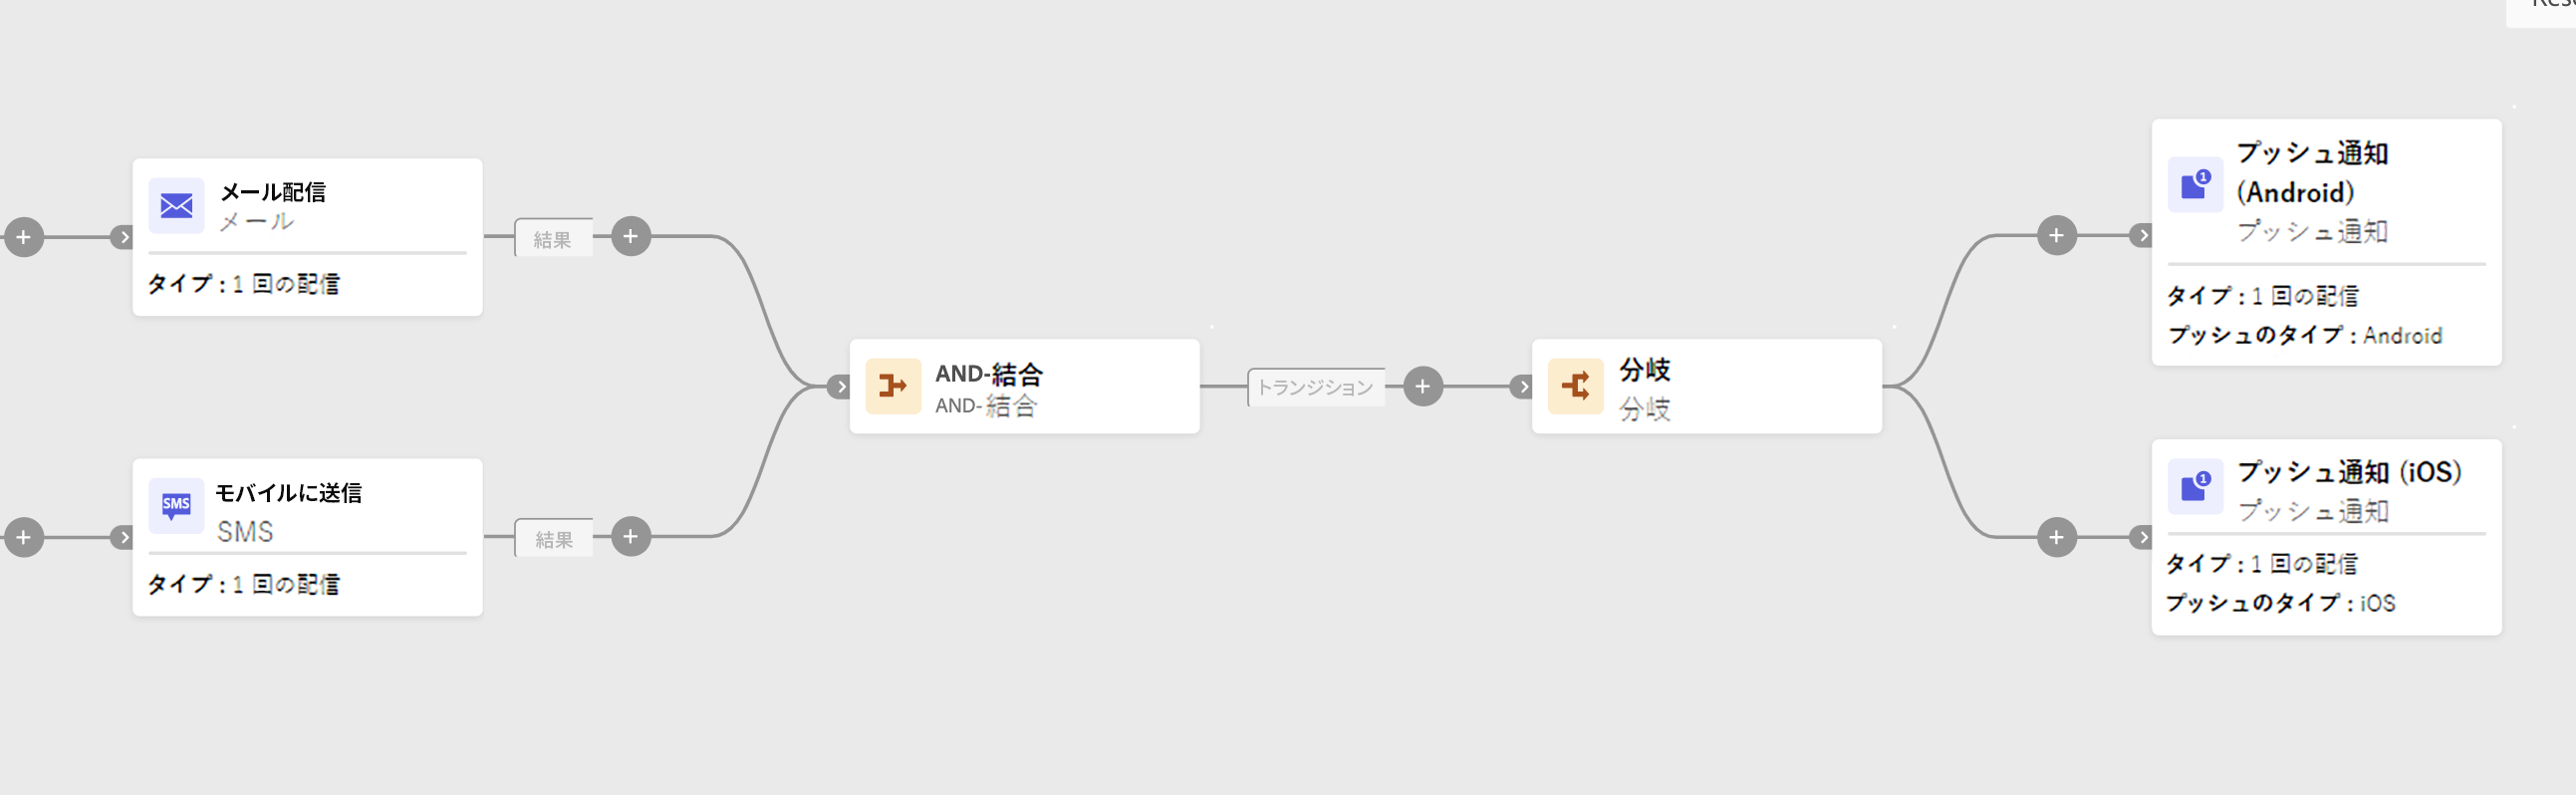 メール配信
メール
タイプ : 1 回の配信
結果
モバイルに送信
SMS
SMS
タイプ : 1 回の配信
結果
AND-結合
AND- 結合
トランジション
分岐
分岐
1
プッシュ通知
(Android)
プッシュ通知
タイプ : 1 回の配信
プッシュのタイプ : Android
1
プッシュ通知 (iOS)
プッシュ通知
タイプ : 1 回の配信
プッシュのタイプ : iOS